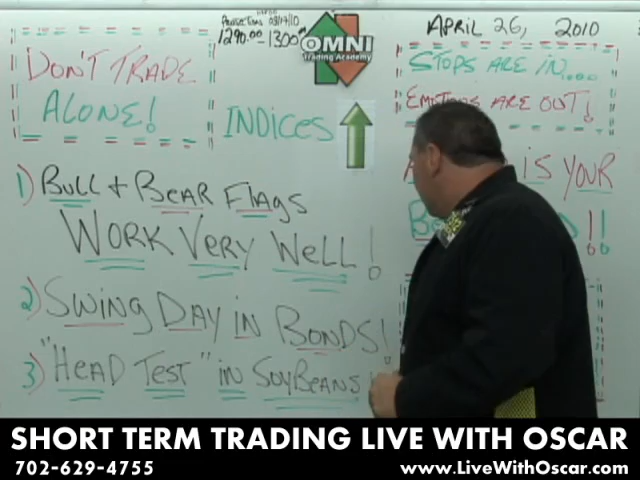 03/17/10
1290.00 - 1300
OMNI
Trading Academy
APRIL 26, 2010
DON'T TRADE
ALONE!
STOPS ARE IN....
EMOTIONS ARE OUT!
INDICES
IS YOUR
!!
1) BULL & BEAR FLAGS
WORK VERY WELL!
2) SWING DAY IN BONDS!
3) "HEAD TEST" IN SOYBEANS
SHORT TERM TRADING LIVE WITH OSCAR
702-629-4755
www.LiveWithOscar.com